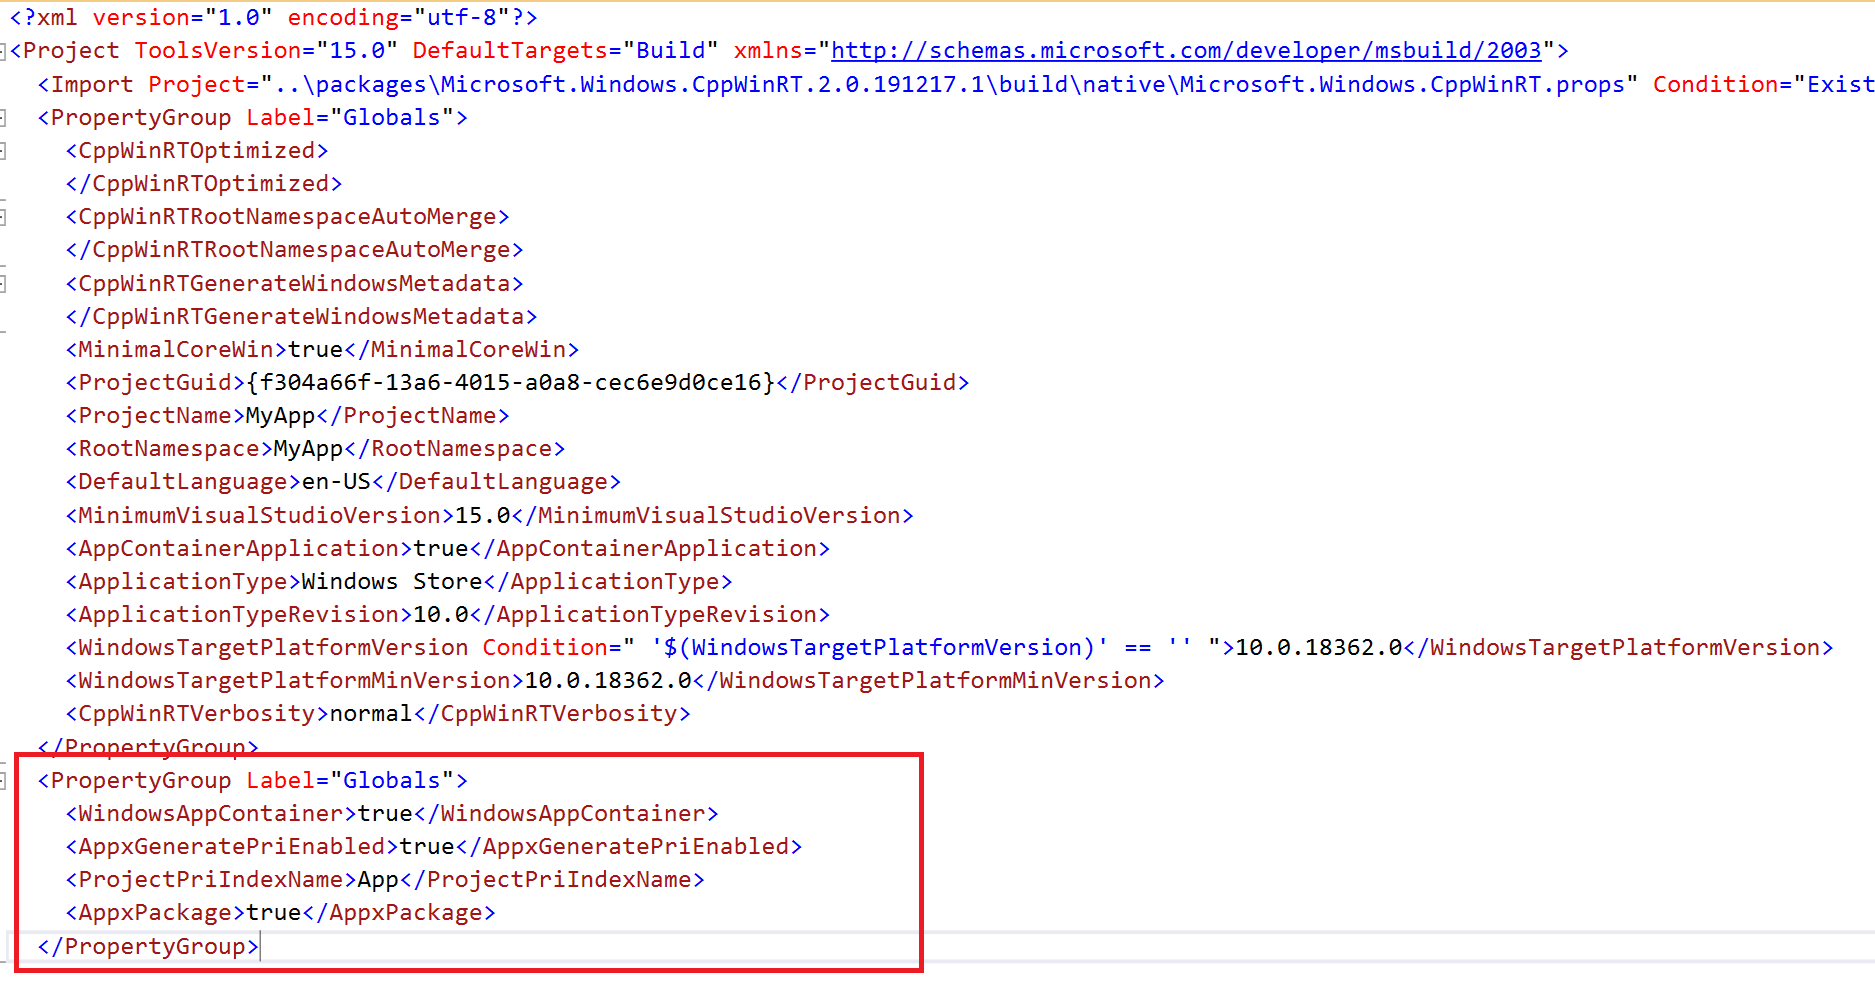 <?xml version="1.0" encoding="utf-8"?>
<Project ToolsVersion="15.0" DefaultTargets="Build" xmlns="http://schemas.microsoft.com/developer/msbuild/2003">
<Import Project="..\packages\Microsoft.Windows.CppWinRT.2.0.191217.1\build\native\Microsoft.Windows.CppWinRT.props" Condition="Exist
<PropertyGroup Label="Globals">
<CppWinRTOptimized>
</CppWinRTOptimized>
<CppWinRTRootNamespaceAutoMerge>
</CppWinRTRootNamespaceAutoMerge>
<CppWinRTGenerateWindowsMetadata>
</CppWinRTGenerateWindowsMetadata>
<MinimalCoreWin>true</MinimalCoreWin>
<ProjectGuid>{f304a66f-13a6-4015-a0a8-cec6e9d0ce16}</ProjectGuid>
<ProjectName>MyApp</ProjectName>
<RootNamespace>MyApp</RootNamespace>
<DefaultLanguage>en-US</DefaultLanguage>
<MinimumVisualStudioVersion>15.0</MinimumVisualStudioVersion>
<AppContainerApplication>true</AppContainerApplication>
<ApplicationType>Windows Store</ApplicationType>
<ApplicationTypeRevision>10.0</ApplicationTypeRevision>
<WindowsTargetPlatformVersion Condition=" '$(WindowsTargetPlatformVersion)' == '' ">10.0.18362.0</WindowsTargetPlatformVersion>
<WindowsTargetPlatformMinVersion>10.0.18362.0</WindowsTargetPlatformMinVersion>
<CppWinRTVerbosity>normal</CppWinRTVerbosity>
</PropertyGroup>
<PropertyGroup Label="Globals">
<WindowsAppContainer>true</WindowsAppContainer>
<AppxGeneratePriEnabled>true</AppxGeneratePriEnabled>
<ProjectPriIndexName>App</ProjectPriIndexName>
<AppxPackage>true</AppxPackage>
</PropertyGroup>